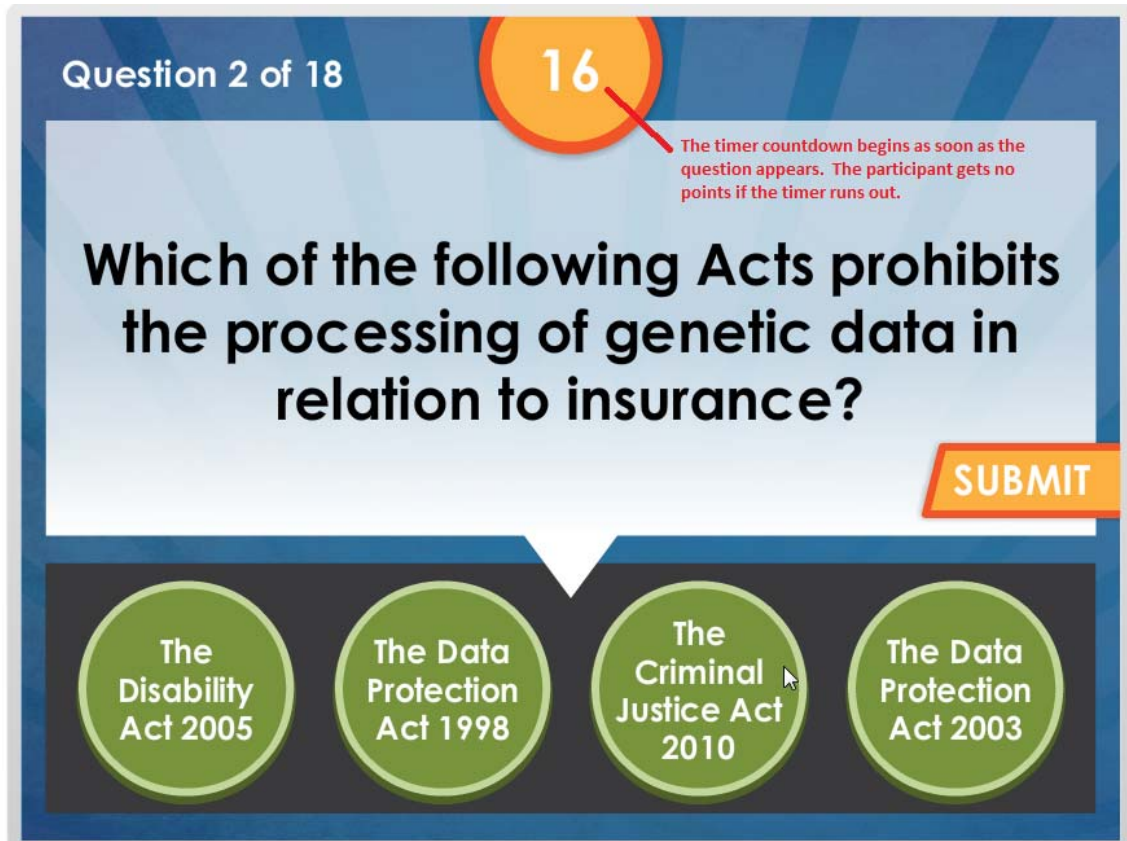 Question 2 of 18
16
The timer countdown begins as soon as the
question appears. The participant gets no
points if the timer runs out.
Which of the following Acts prohibits
the processing of genetic data in
relation to insurance?
SUBMIT
The
Disability
Act 2005
The Data
Protection
Act 1998
The
Criminal
Justice Act
2010
The Data
Protection
Act 2003